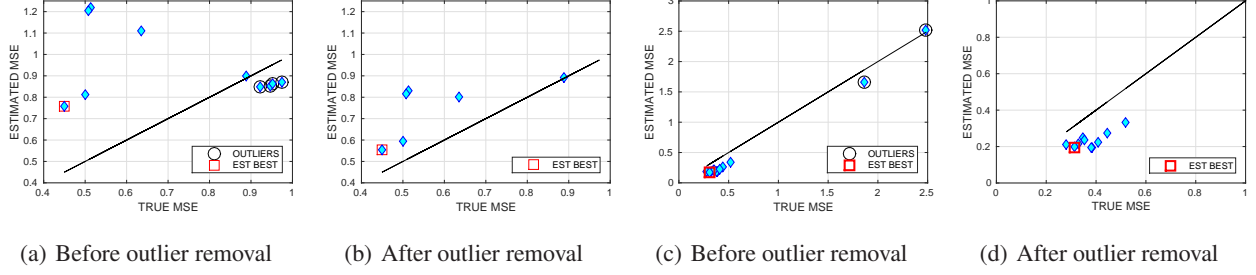 1.2
1.1
1
0.9
0.8
0.7
0.6
0.5
0.4
ESTIMATED MSE
OUTLIERS
EST BEST
0.4 0.5 0.6 0.7 0.8 0.9 1
TRUE MSE
(a) Before outlier removal
1.2
1.1
1
0.9
0.8
0.7
0.6
0.5
0.4
ESTIMATED MSE
EST BEST
0.4 0.5 0.6 0.7 0.8 0.9 1
TRUE MSE
(b) After outlier removal
3
2.5
2
1.5
1
0.5
0
ESTIMATED MSE
OUTLIERS
EST BEST
0 0.5 1 1.5 2 2.5
TRUE MSE
(c) Before outlier removal
1
0.8
0.6
0.4
0.2
0
ESTIMATED MSE
EST BEST
0 0.2 0.4 0.6 0.8 1
TRUE MSE
(d) After outlier removal